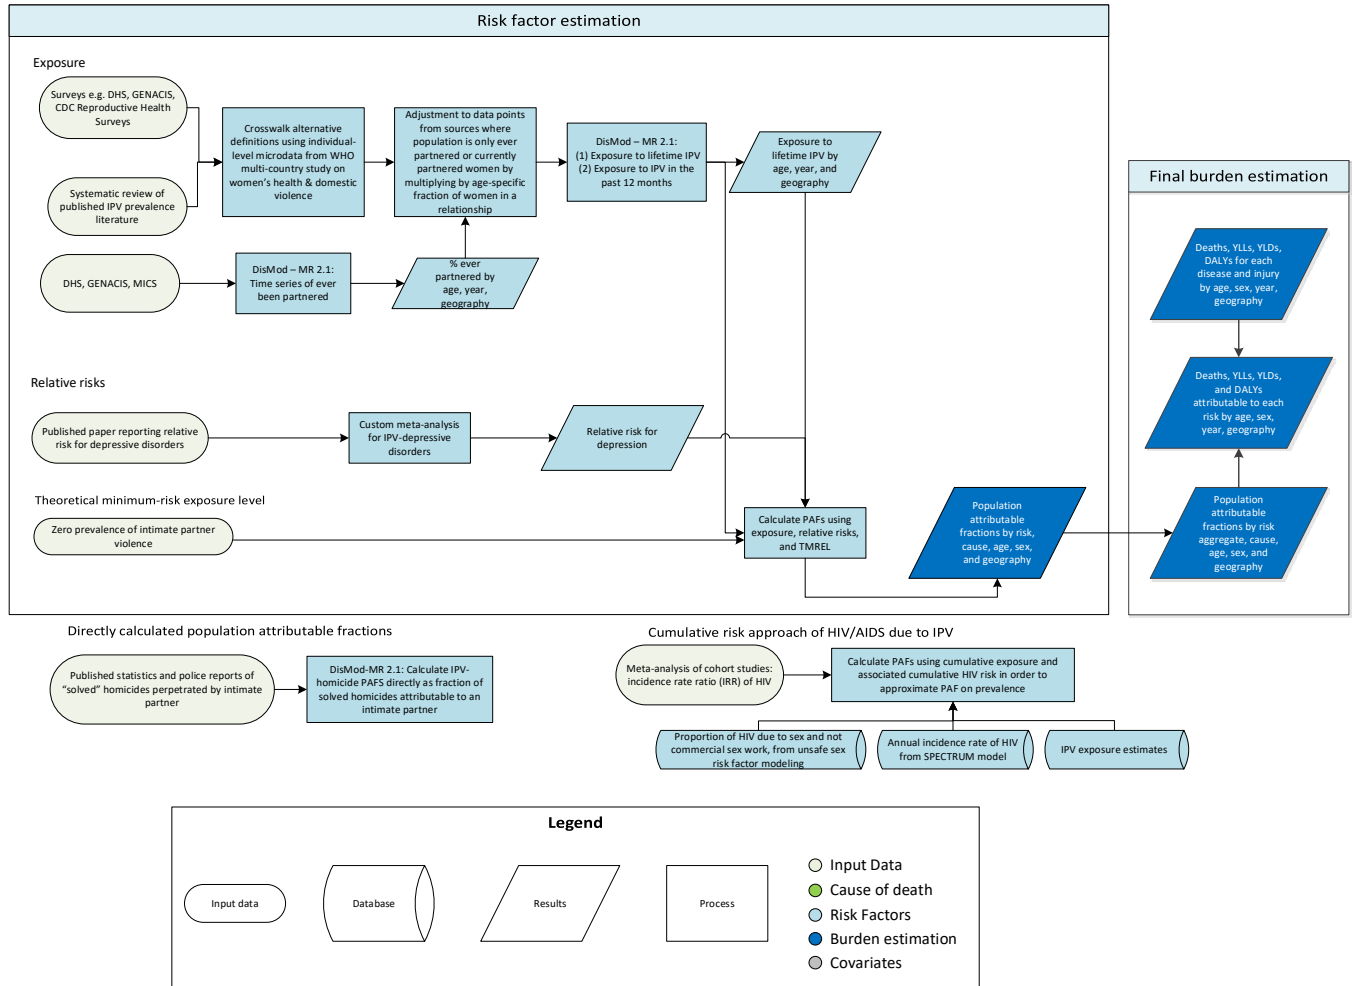 Risk factor estimation
Exposure
Surveys e.g. DHS, GENACIS,
CDC Reproductive Health
Surveys
Systematic review of
published IPV prevalence
literature
Crosswalk alternative
definitions using individual-
level microdata from WHO
multi-country study on
women's health & domestic
violence
Adjustment to data points
from sources where
population is only ever
partnered or currently
partnered women by
multiplying by age-specific
fraction of women in a
relationship
DisMod – MR 2.1:
(1) Exposure to lifetime IPV
(2) Exposure to IPV in the
past 12 months
Exposure to
lifetime IPV by
age, year, and
geography
DHS, GENACIS, MICS
DisMod – MR 2.1:
Time series of ever
been partnered
% ever
partnered by
age, year,
geography
Relative risks
Published paper reporting relative
risk for depressive disorders
Custom meta-analysis
for IPV-depressive
disorders
Relative risk for
depression
Theoretical minimum-risk exposure level
Zero prevalence of intimate partner
violence
Calculate PAFs using
exposure, relative risks,
and TMREL
Population
attributable
fractions by risk,
cause, age, sex,
and geography
Final burden estimation
Deaths, YLLs, YLDs,
DALYs for each
disease and injury
by age, sex, year,
geography
Deaths, YLLs, YLDs,
and DALYs
attributable to each
risk by age, sex,
year, geography
Population
attributable
fractions by risk
aggregate, cause,
age, sex, and
geography
Directly calculated population attributable fractions
Published statistics and police reports of
“solved” homicides perpetrated by intimate
partner
DisMod-MR 2.1: Calculate IPV-
homicide PAFS directly as fraction of
solved homicides attributable to an
intimate partner
Cumulative risk approach of HIV/AIDS due to IPV
Meta-analysis of cohort studies:
incidence rate ratio (IRR) of HIV
Calculate PAFs using cumulative exposure and
associated cumulative HIV risk in order to
approximate PAF on prevalence
Proportion of HIV due to sex and not
commercial sex work, from unsafe sex
risk factor modeling
Annual incidence rate of HIV
from SPECTRUM model
IPV exposure estimates
Legend
Input data
Database
Results
Process
Input Data
Cause of death
Risk Factors
Burden estimation
Covariates